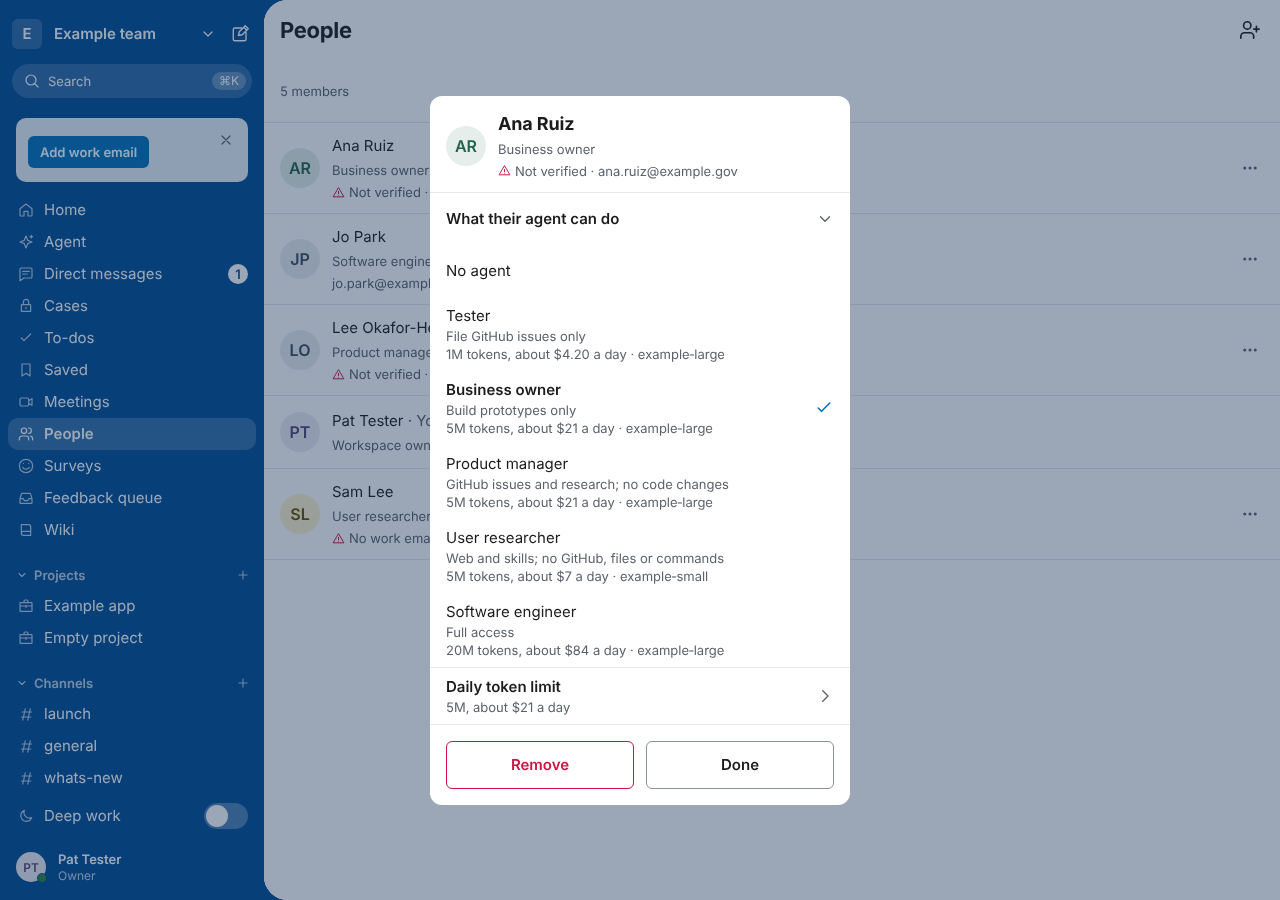 E
Example team
Search
⌘K
Add work email
Home
Agent
Direct messages
1
Cases
To-dos
Saved
Meetings
People
Surveys
Feedback queue
Wiki
Projects
Example app
Empty project
Channels
# launch
# general
# whats-new
Deep work
PT
Pat Tester
Owner
People
5 members
AR
Ana Ruiz
Business owner
Not verified ·
JP
Jo Park
Software engine
jo.park@exampl
LO
Lee Okafor-He
Product manage
Not verified ·
PT
Pat Tester · Yo
Workspace own
SL
Sam Lee
User researcher
No work ema
AR
Ana Ruiz
Business owner
Not verified · ana.ruiz@example.gov
What their agent can do
No agent
Tester
File GitHub issues only
1M tokens, about $4.20 a day · example-large
Business owner
Build prototypes only
5M tokens, about $21 a day · example-large
Product manager
GitHub issues and research; no code changes
5M tokens, about $21 a day · example-large
User researcher
Web and skills; no GitHub, files or commands
5M tokens, about $7 a day · example-small
Software engineer
Full access
20M tokens, about $84 a day · example-large
Daily token limit
5M, about $21 a day
Remove
Done